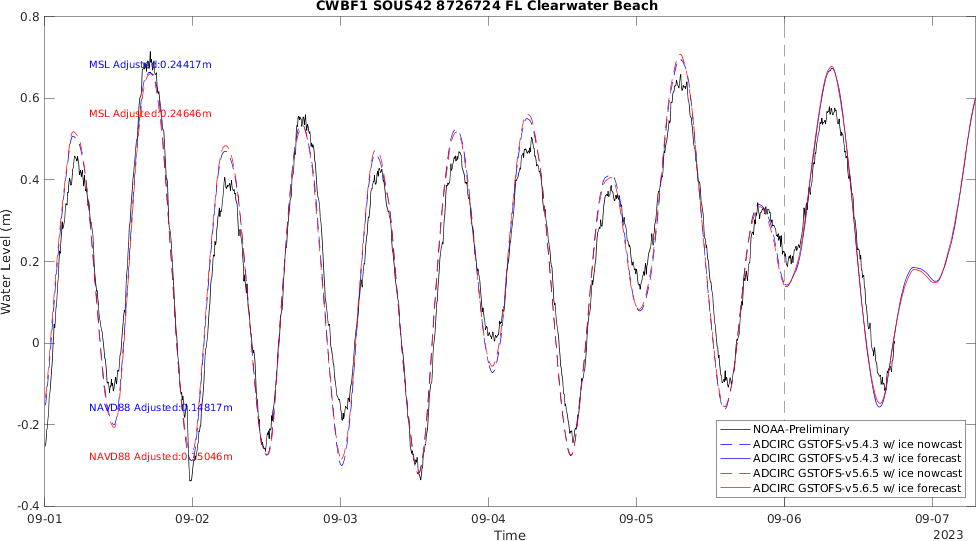 CWBF1 SOUS42 8726724 FL Clearwater Beach
0.8
0.6
0.4
0.2
0
-0.2
-0.4
Water Level (m)
MSL Adjusted:0.24417m
MSL Adjusted:0.24646m
NAVD88 Adjusted:0.14817m
NAVD88 Adjusted:0.15046m
NOAA-Preliminary
ADCIRC GSTOFS-v5.4.3 w/ ice nowcast
ADCIRC GSTOFS-v5.4.3 w/ ice forecast
ADCIRC GSTOFS-v5.6.5 w/ ice nowcast
ADCIRC GSTOFS-v5.6.5 w/ ice forecast
09-01 09-02 09-03 09-04 09-05 09-06 09-07
Time
2023